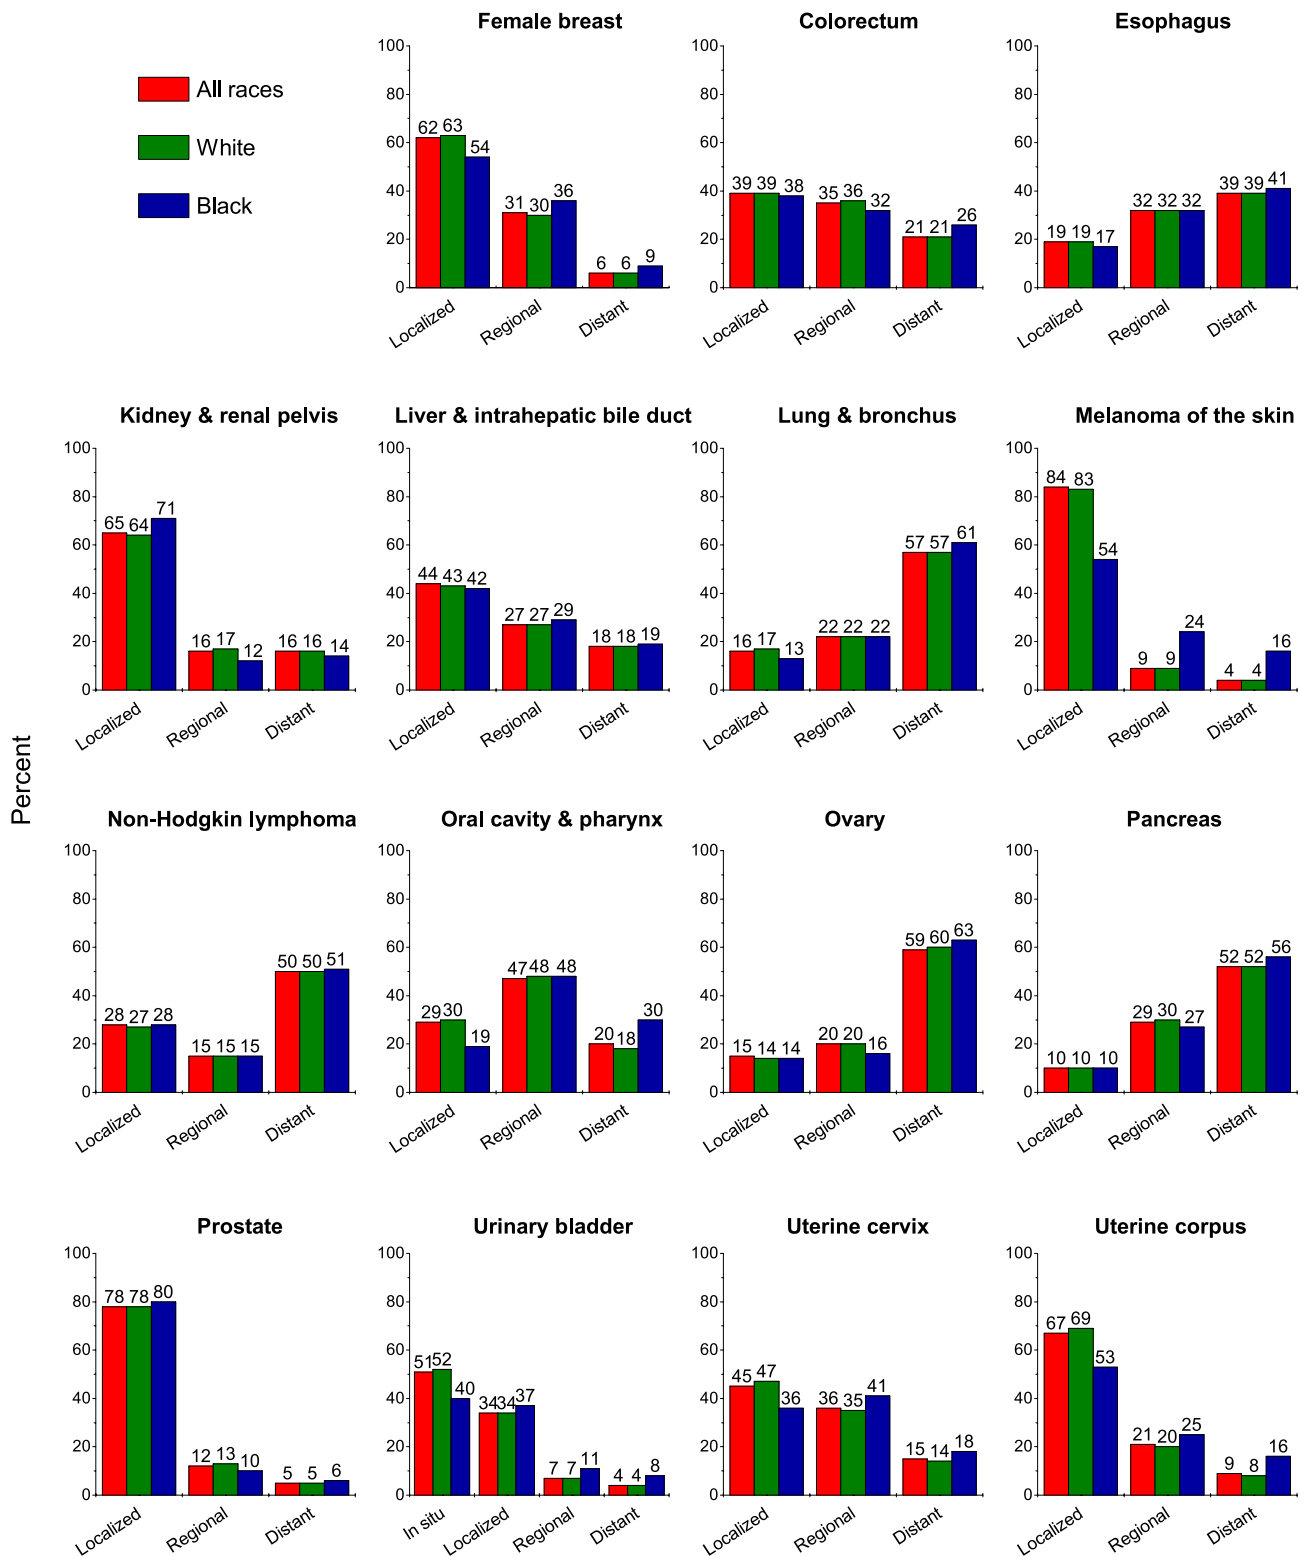 Female breast
Colorectum
Esophagus
All races
White
Black
100
80
60
40
20
0
62 63 54
31 30 36
6 6 9
Localized
Regional
Distant
100
80
60
40
20
0
39 39 38
35 36 32
21 21 26
Localized
Regional
Distant
100
80
60
40
20
0
19 19 17
32 32 32
39 39 41
Localized
Regional
Distant
Percent
Kidney & renal pelvis
Liver & intrahepatic bile duct
Lung & bronchus
Melanoma of the skin
100
80
60
40
20
0
65 64 71
16 17 12
16 16 14
Localized
Regional
Distant
100
80
60
40
20
0
44 43 42
27 27 29
18 18 19
Localized
Regional
Distant
100
80
60
40
20
0
16 17 13
22 22 22
57 57 61
Localized
Regional
Distant
100
80
60
40
20
0
84 83 54
9 9 24
4 4 16
Localized
Regional
Distant
Non-Hodgkin lymphoma
Oral cavity & pharynx
Ovary
Pancreas
100
80
60
40
20
0
28 27 28
15 15 15
50 50 51
Localized
Regional
Distant
100
80
60
40
20
0
29 30 19
47 48 48
20 18 30
Localized
Regional
Distant
100
80
60
40
20
0
15 14 14
20 20 16
59 60 63
Localized
Regional
Distant
100
80
60
40
20
0
10 10 10
29 30 27
52 52 56
Localized
Regional
Distant
Prostate
Urinary bladder
Uterine cervix
Uterine corpus
100
80
60
40
20
0
78 78 80
12 13 10
5 5 6
Localized
Regional
Distant
100
80
60
40
20
0
51 52 40
34 34 37
7 7 11
4 4 8
In situ
Localized
Regional
Distant
100
80
60
40
20
0
45 47 36
36 35 41
15 14 18
Localized
Regional
Distant
100
80
60
40
20
0
67 69 53
21 20 25
9 8 16
Localized
Regional
Distant